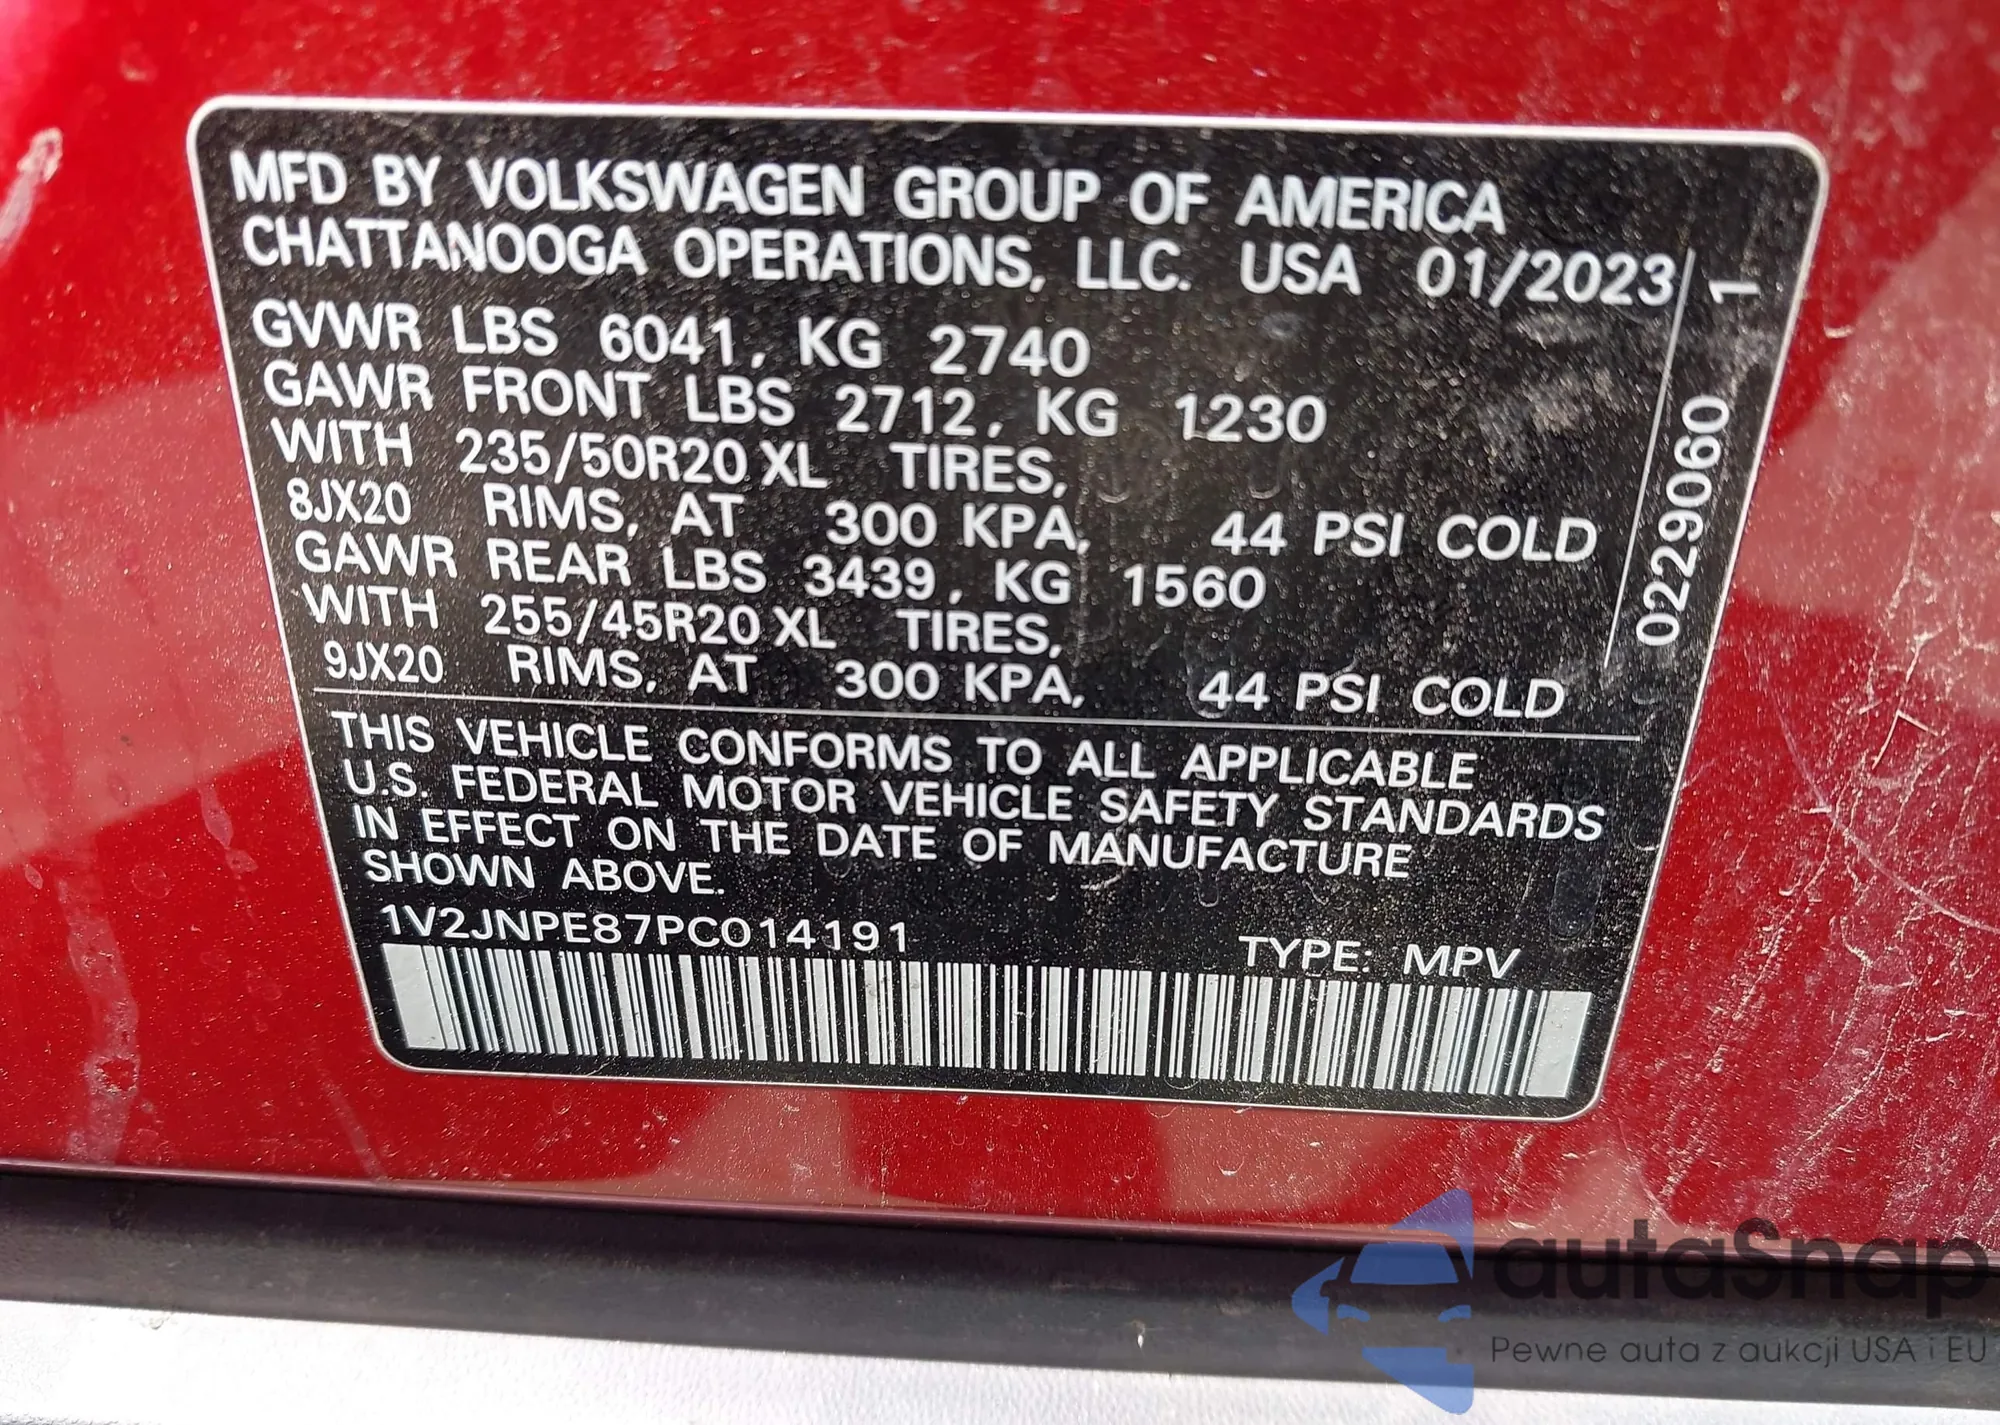 MFD BY VOLKSWAGEN GROUP OF AMERICA
CHATTANOOGA OPERATIONS, LLC. USA 01/2023
GVWR LBS 6041, KG 2740
GAWR FRONT LBS 2712, KG 1230
WITH 235/50R20 XL TIRES,
8JX20 RIMS, AT 300 KPA, 44 PSI COLD
GAWR REAR LBS 3439, KG 1560
WITH 255/45R20 XL TIRES,
9JX20 RIMS, AT 300 KPA, 44 PSI COLD
0229060 1
THIS VEHICLE CONFORMS TO ALL APPLICABLE
U.S. FEDERAL MOTOR VEHICLE SAFETY STANDARDS
IN EFFECT ON THE DATE OF MANUFACTURE
SHOWN ABOVE.
1V2JNPE87PC014191 TYPE: MPV
autaSnap
Pewne auta z aukcji USA i EU